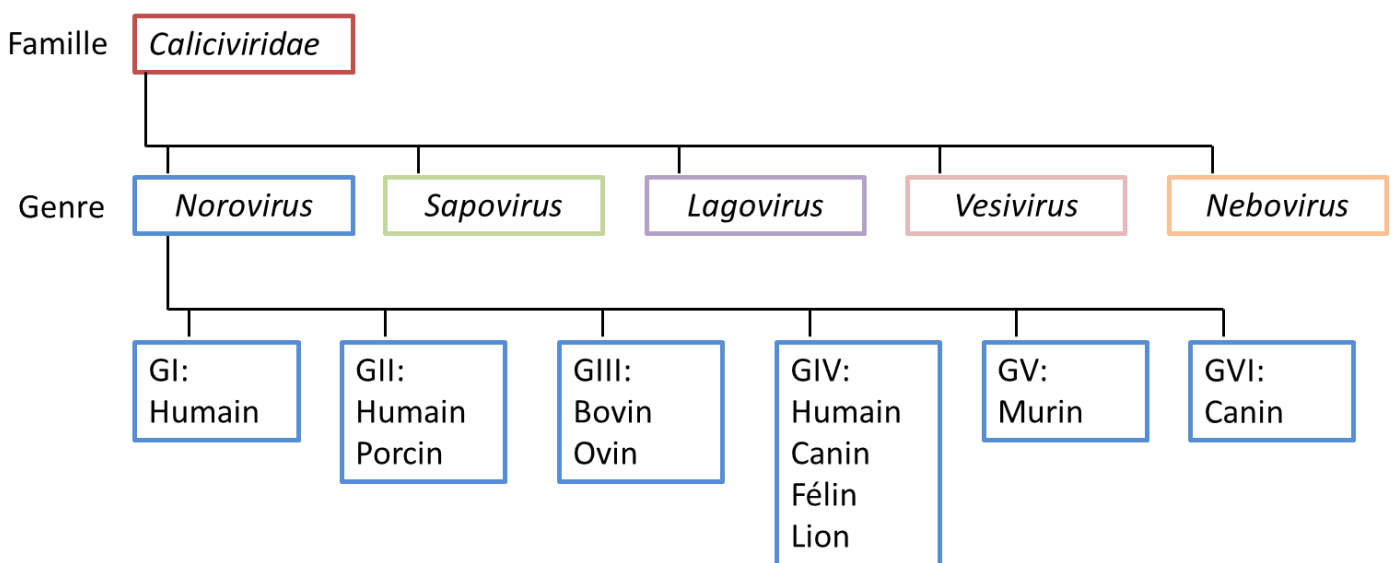 Famille
Caliciviridae
Genre
Norovirus
Sapovirus
Lagovirus
Vesivirus
Nebovirus
GI:
Humain
GII:
Humain
Porcin
GIII:
Bovin
Ovin
GIV:
Humain
Canin
Félin
Lion
GV:
Murin
GVI:
Canin